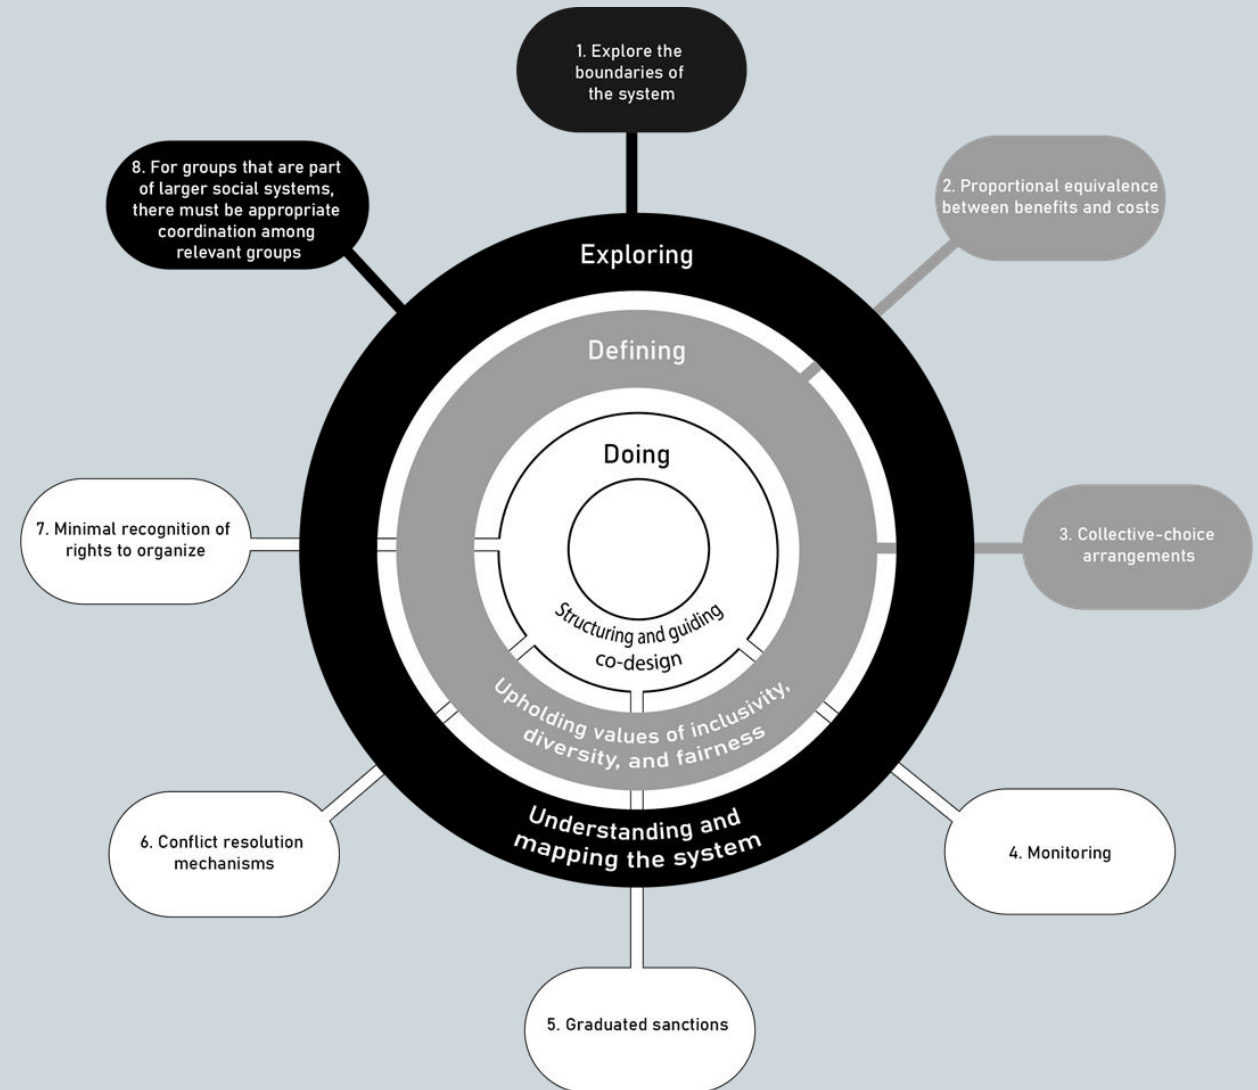 1. Explore the
boundaries of
the system
8. For groups that are part
of larger social systems,
there must be appropriate
coordination among
relevant groups
2. Proportional equivalence
between benefits and costs
Exploring
Defining
Doing
7. Minimal recognition of
rights to organize
3. Collective-choice
arrangements
Structuring and guiding
co-design
Upholding values of inclusivity,
diversity, and fairness
Understanding and
mapping the system
6. Conflict resolution
mechanisms
4. Monitoring
5. Graduated sanctions